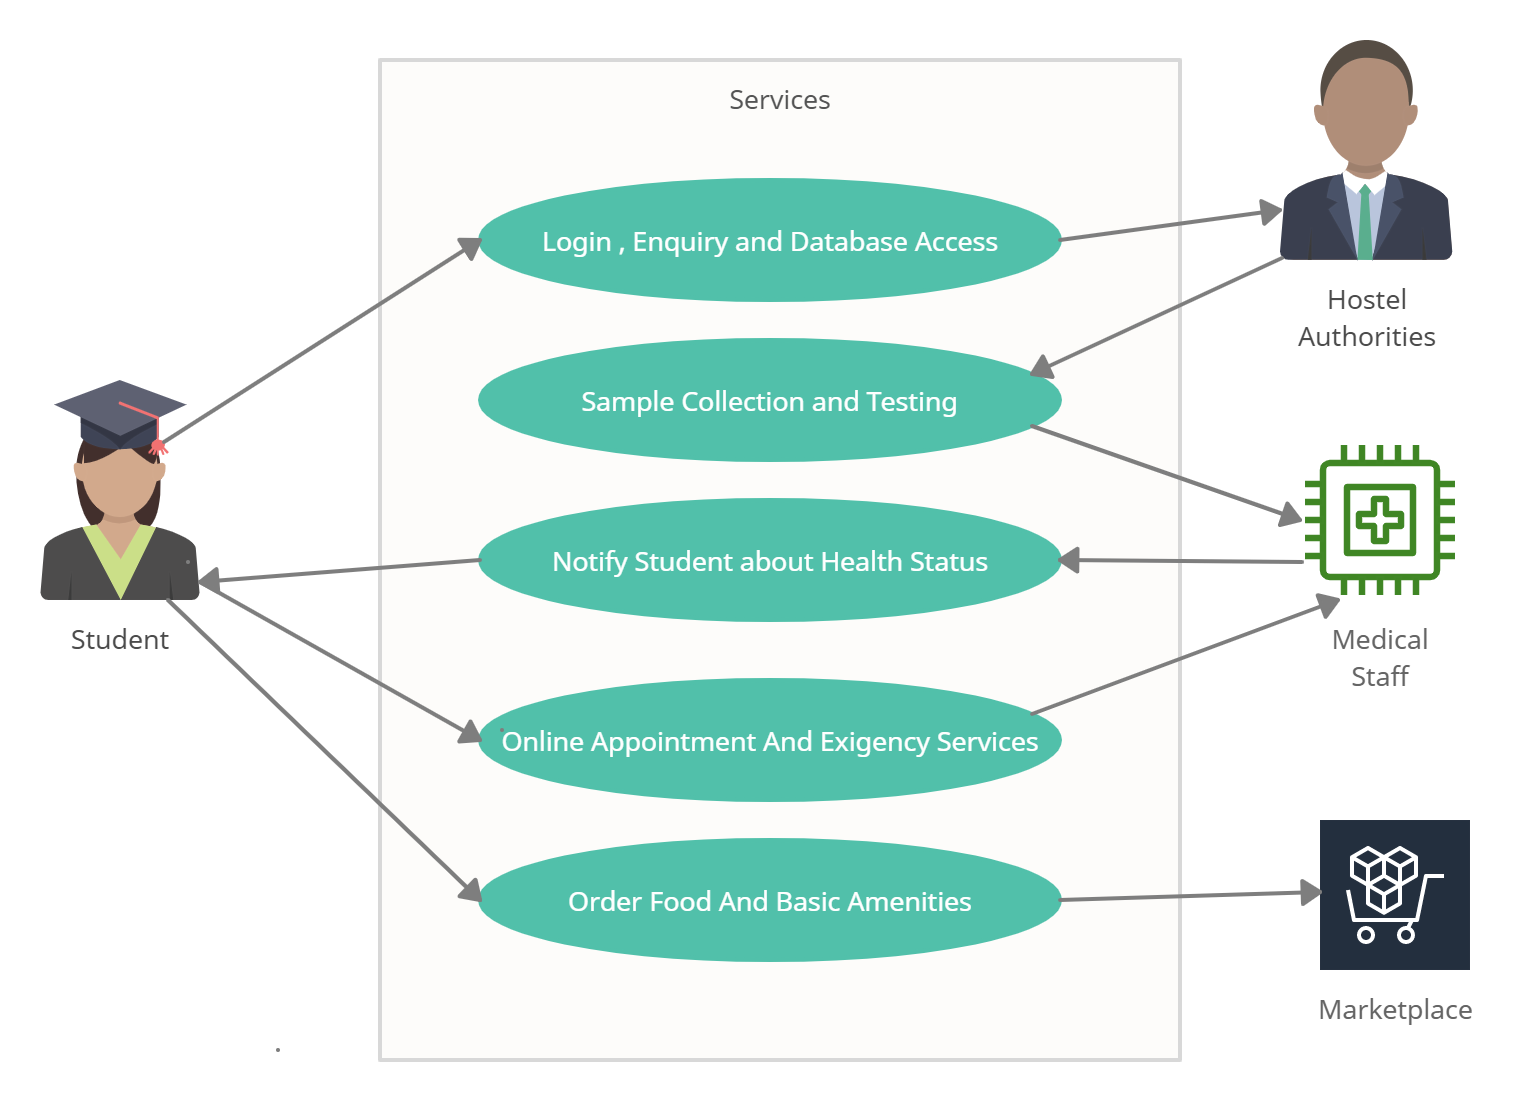 Services
Login , Enquiry and Database Access
Hostel
Authorities
Sample Collection and Testing
Notify Student about Health Status
Student
Medical
Staff
Online Appointment And Exigency Services
Order Food And Basic Amenities
Marketplace